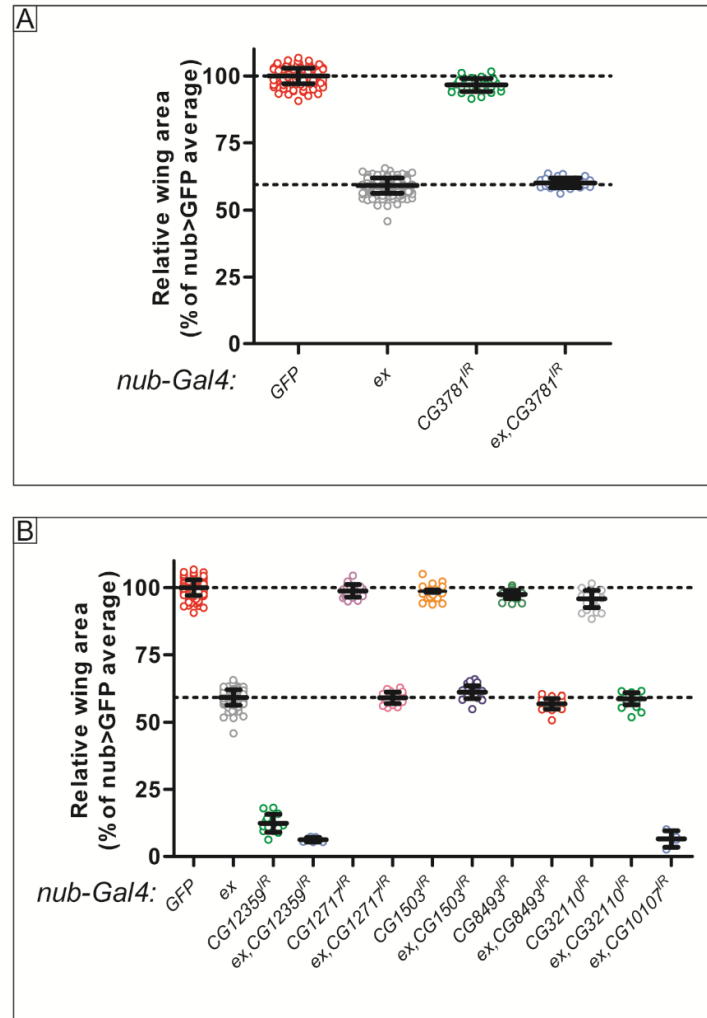 A
Relative wing area
(% of nub>GFP average)
100
75
50
25
0
nub-Gal4:
GFP
ex
CG3781IR
ex,CG3781IR
B
Relative wing area
(% of nub>GFP average)
100
75
50
25
0
nub-Gal4:
GFP
ex
CG12359IR
ex,CG12359IR
CG12717IR
ex,CG12717IR
CG1503IR
ex,CG1503IR
CG8493IR
ex,CG8493IR
CG32110IR
ex,CG32110IR
ex,CG10107IR